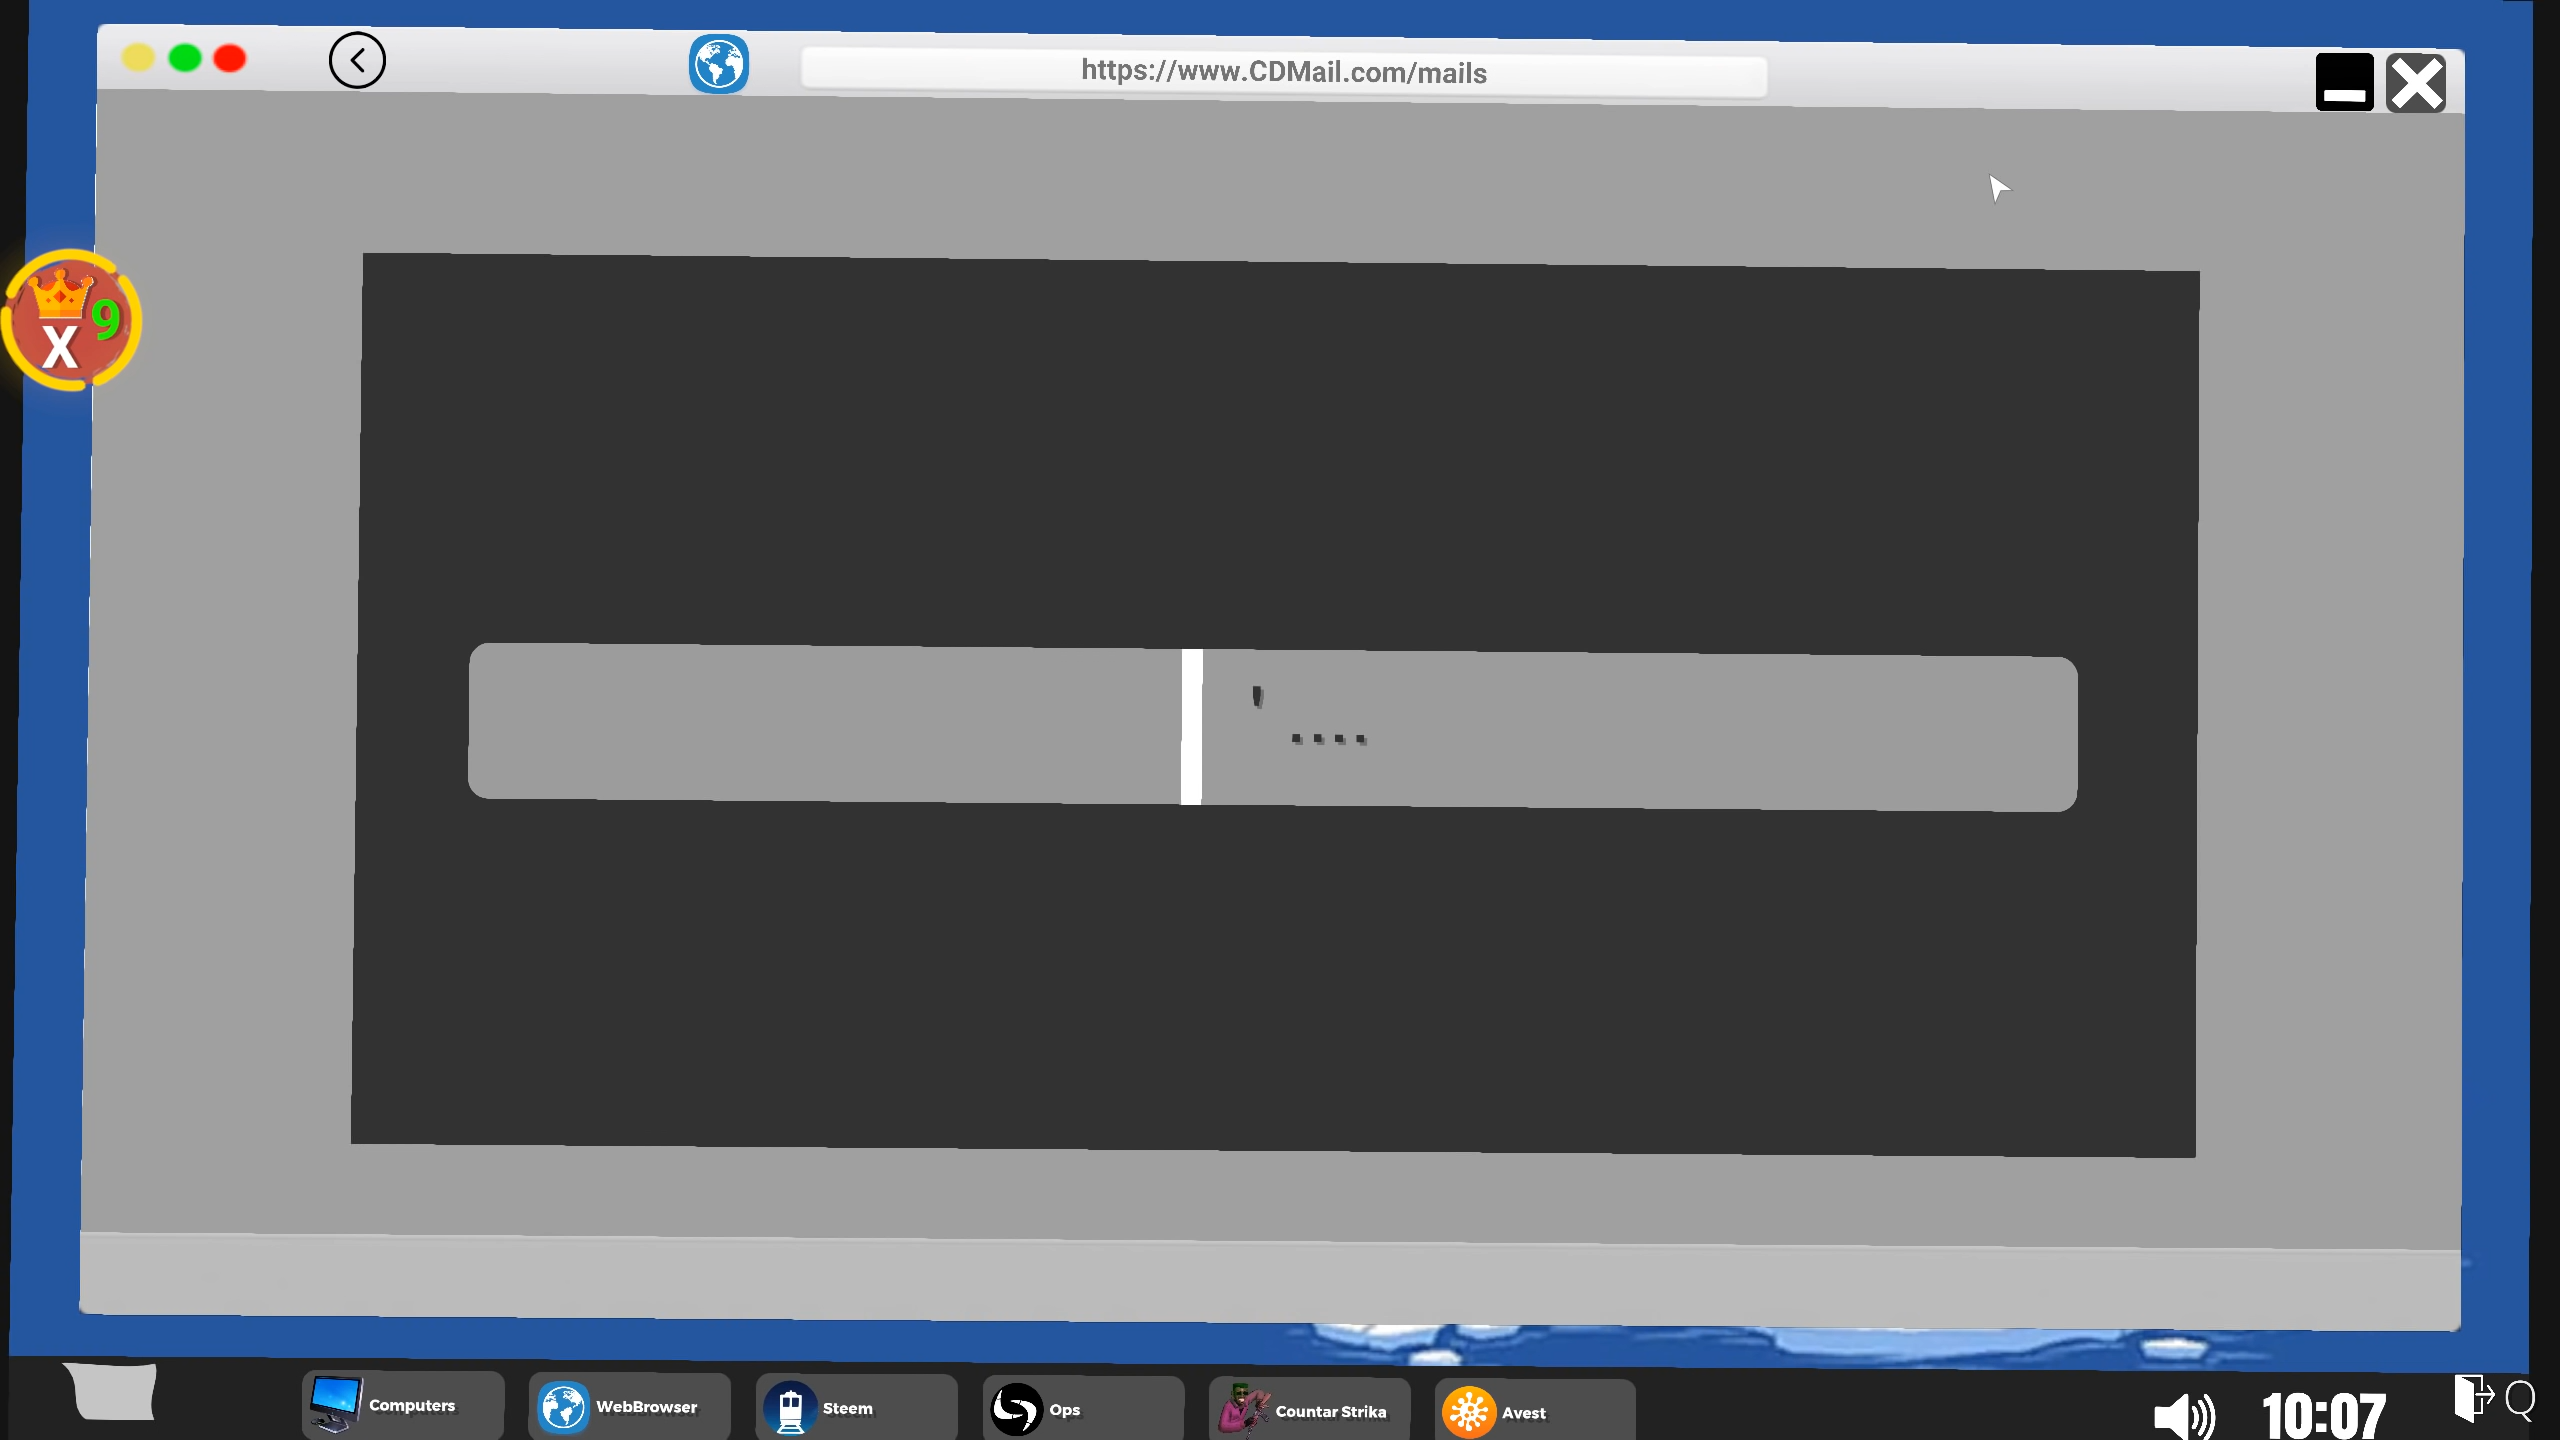 https://www.CDMail.com/mails
9
X
' ....
Computers
WebBrowser
Steem
Ops
Countar Strika
Avest
10:07
Q